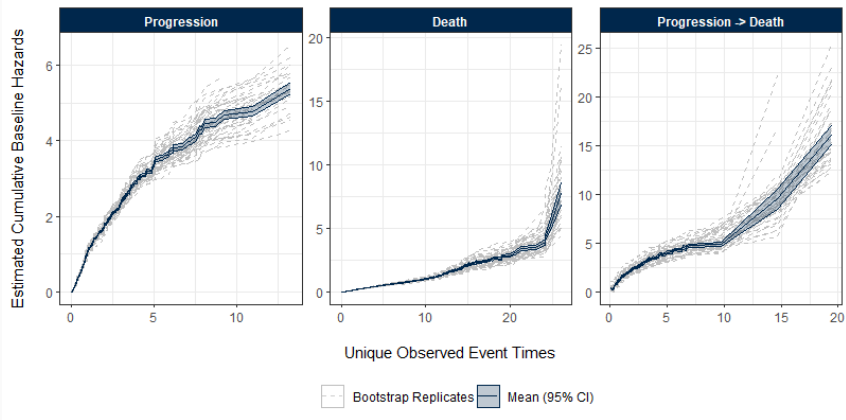 Progression
Death
Progression -> Death
Estimated Cumulative Baseline Hazards
6
4
2
0
20
15
10
5
0
25
20
15
10
5
0
0 5 10
0 10 20
0 5 10 15 20
Unique Observed Event Times
Bootstrap Replicates
Mean (95% CI)